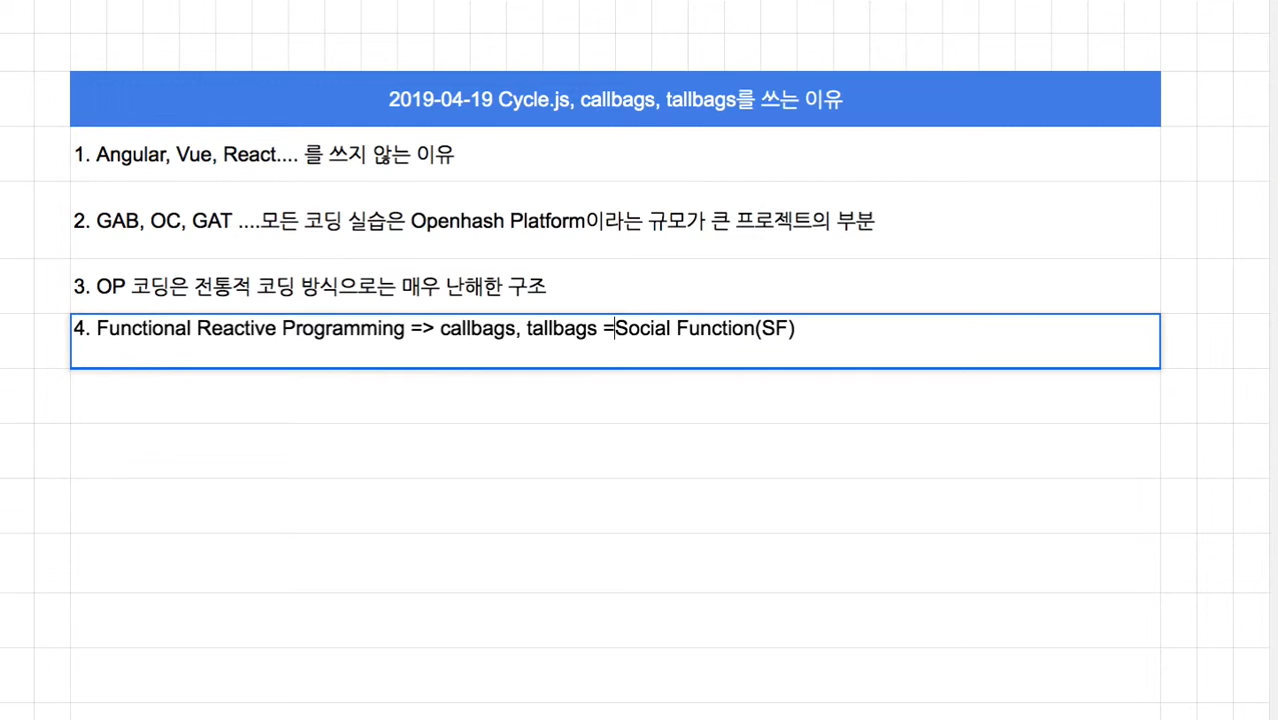 2019-04-19 Cycle.js, callbags, tallbags를 쓰는 이유
1. Angular, Vue, React.... 를 쓰지 않는 이유
2. GAB, OC, GAT ....모든 코딩 실습은 Openhash Platform이라는 규모가 큰 프로젝트의 부분
3. OP 코딩은 전통적 코딩 방식으로는 매우 난해한 구조
4. Functional Reactive Programming => callbags, tallbags =Social Function(SF)